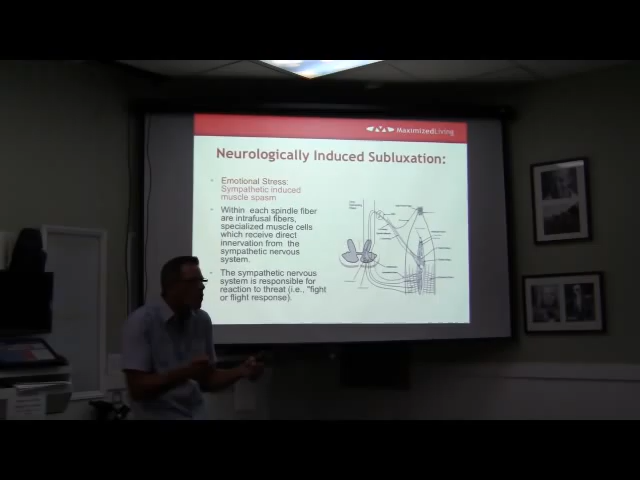 MaximizedLiving
Neurologically Induced Subluxation:
• Emotional Stress:
Sympathetic induced
muscle spasm
• Within each spindle fiber
are intrafusal fibers,
specialized muscle cells
which receive direct
innervation from the
sympathetic nervous
system.
• The sympathetic nervous
system is responsible for
reaction to threat (i.e., "fight
or flight response).